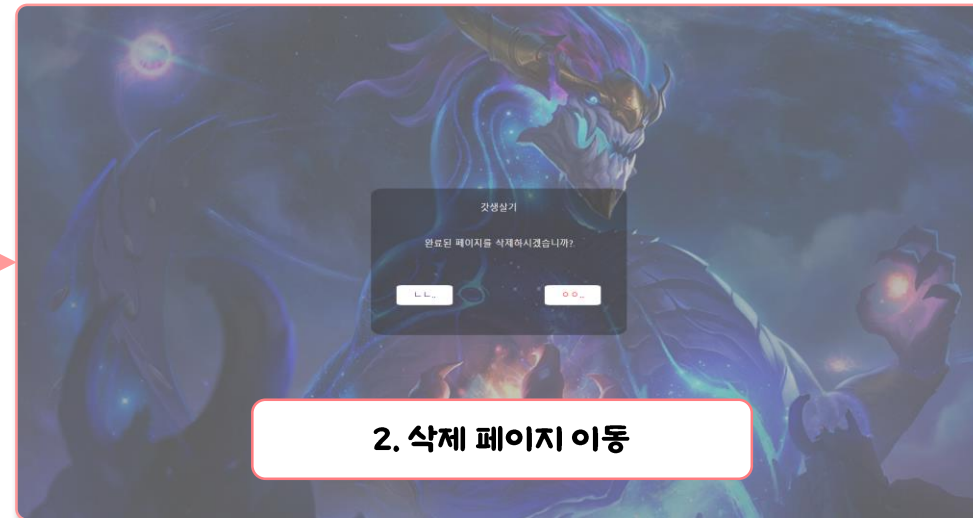 갓생살기
완료된 페이지를 삭제하시겠습니까?
ㄴㄴ..
ㅇㅇ..
2. 삭제 페이지 이동